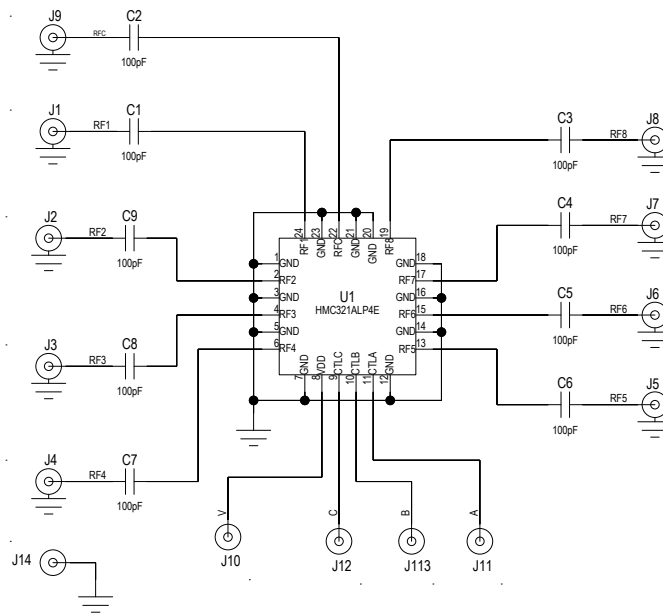 J9
C2
RFC
100pF
J1
C1
RF1
100pF
C3
J8
RF8
100pF
J2
C9
RF2
100pF
C4
J7
RF7
100pF
24
23
22
21
20
19
RF1
GND
RFC
GND
GND
RF8
1
GND
2
RF2
3
GND
4
RF3
5
GND
6
RF4
U1
HMC321ALP4E
GND
18
RF7
17
GND
16
RF6
15
GND
14
RF5
13
GND
VDD
CTLC
CTLB
CTLA
GND
7
8
9
10
11
12
C5
J6
RF6
100pF
J3
C8
RF3
100pF
C6
J5
RF5
100pF
J4
C7
RF4
100pF
V
C
B
A
J10
J12
J113
J11
J14